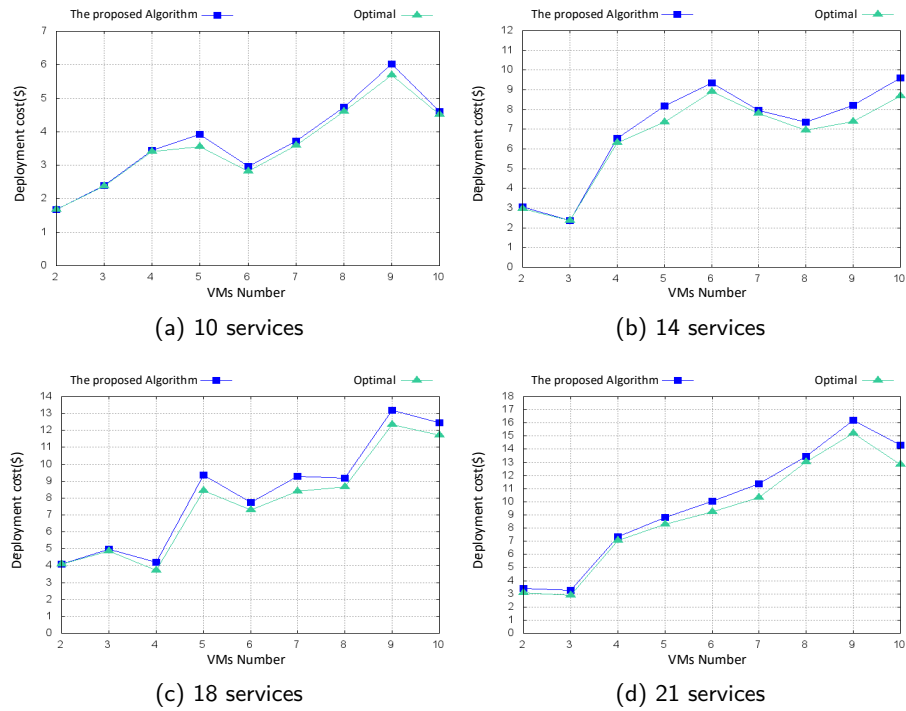 The proposed Algorithm
Optimal
7
6
5
4
3
2
1
0
Deployment cost($)
2 3 4 5 6 7 8 9 10
VMs Number
(a) 10 services
The proposed Algorithm
Optimal
12
11
10
9
8
7
6
5
4
3
2
1
0
Deployment cost($)
2 3 4 5 6 7 8 9 10
VMs Number
(b) 14 services
The proposed Algorithm
Optimal
14
13
12
11
10
9
8
7
6
5
4
3
2
1
0
Deployment cost($)
2 3 4 5 6 7 8 9 10
VMs Number
(c) 18 services
The proposed Algorithm
Optimal
18
17
16
15
14
13
12
11
10
9
8
7
6
5
4
3
2
1
0
Deployment cost($)
2 3 4 5 6 7 8 9 10
VMs Number
(d) 21 services